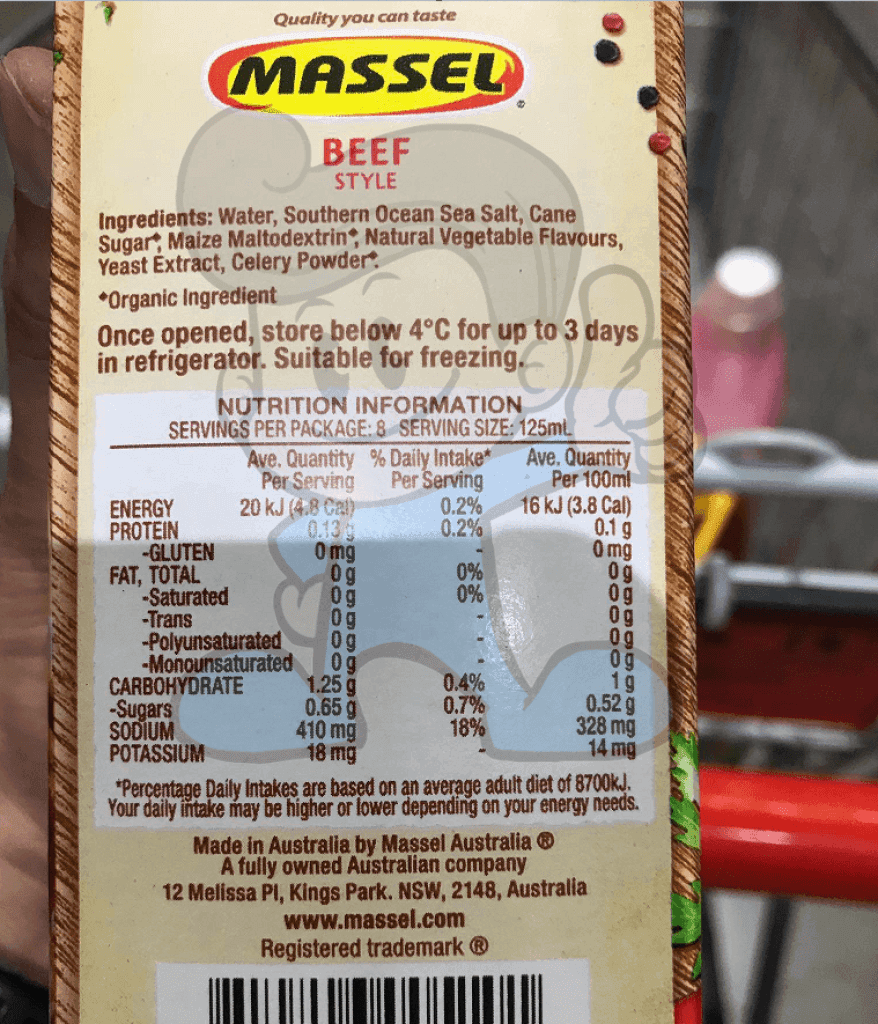 Quality you can taste
MASSEL®
BEEF
STYLE
Ingredients: Water, Southern Ocean Sea Salt, Cane
Sugar♦, Maize Maltodextrin♦, Natural Vegetable Flavours,
Yeast Extract, Celery Powder♦.
♦Organic Ingredient
Once opened, store below 4°C for up to 3 days
in refrigerator. Suitable for freezing.
NUTRITION INFORMATION
SERVINGS PER PACKAGE: 8 SERVING SIZE: 125mL
Ave. Quantity % Daily Intake* Ave. Quantity
Per Serving Per Serving Per 100ml
ENERGY 20 kJ (4.8 Cal) 0.2% 16 kJ (3.8 Cal)
PROTEIN 0.13 g 0.2% 0.1 g
-GLUTEN 0 mg - 0 mg
FAT, TOTAL 0 g 0% 0 g
-Saturated 0 g 0% 0 g
-Trans 0 g - 0 g
-Polyunsaturated 0 g - 0 g
-Monounsaturated 0 g - 0 g
CARBOHYDRATE 1.25 g 0.4% 1 g
-Sugars 0.65 g 0.7% 0.52 g
SODIUM 410 mg 18% 328 mg
POTASSIUM 18 mg - 14 mg
*Percentage Daily Intakes are based on an average adult diet of 8700kJ.
Your daily intake may be higher or lower depending on your energy needs.
Made in Australia by Massel Australia ®
A fully owned Australian company
12 Melissa Pl, Kings Park. NSW, 2148, Australia
www.massel.com
Registered trademark ®